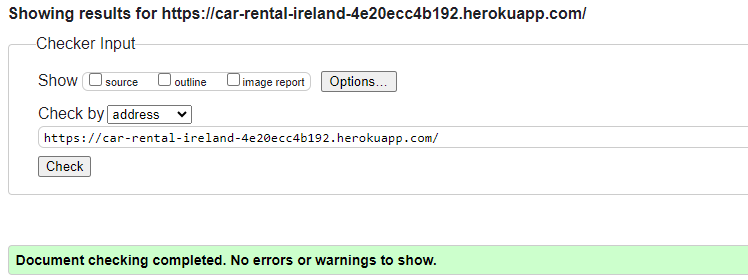 Showing results for https://car-rental-ireland-4e20ecc4b192.herokuapp.com/
Checker Input
Show source outline image report Options...
Check by address
https://car-rental-ireland-4e20ecc4b192.herokuapp.com/
Check
Document checking completed. No errors or warnings to show.